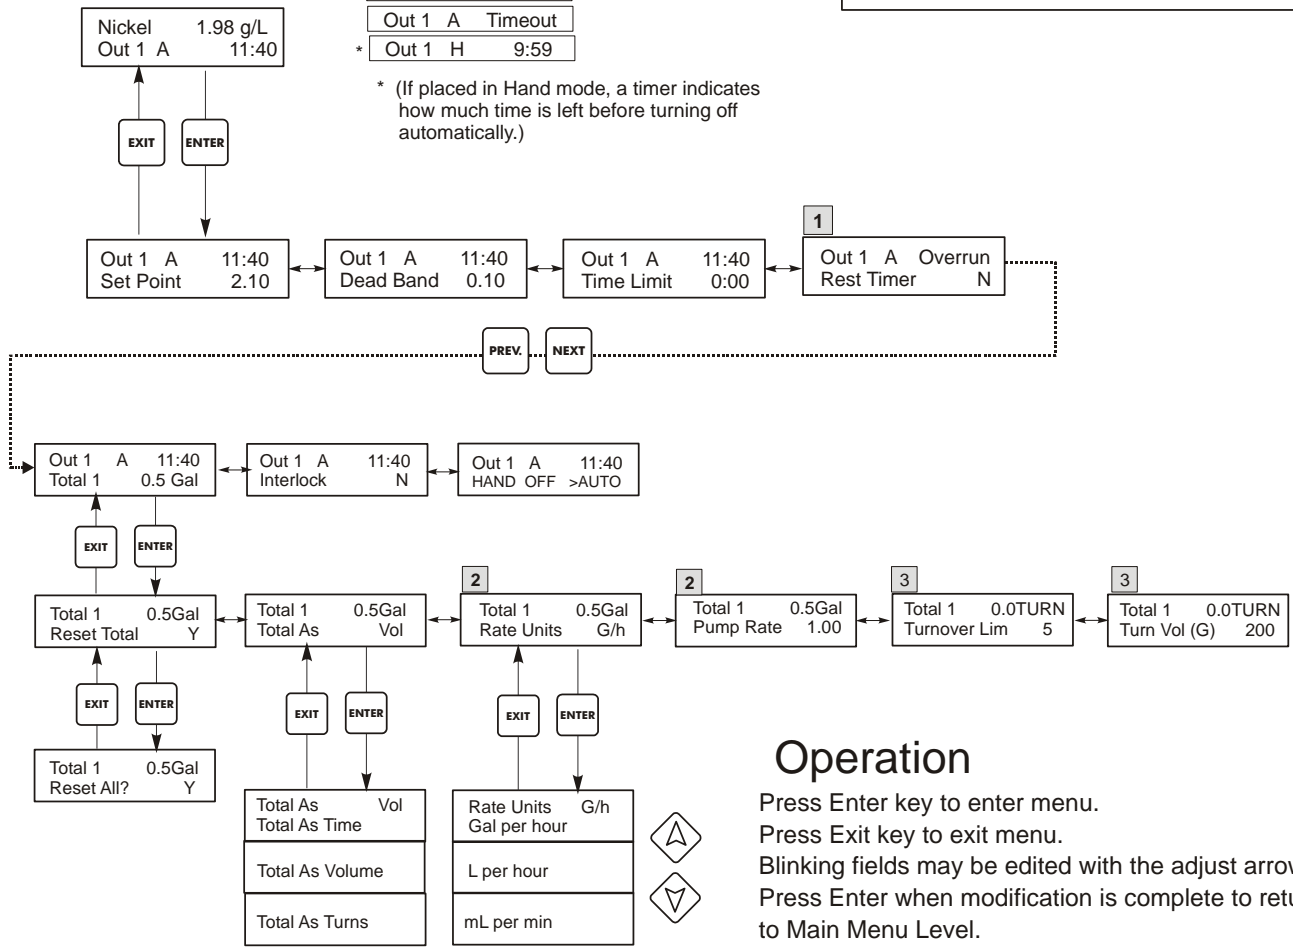 Nickel 1.98 g/L
Out 1 A 11:40
Out 1 A Timeout
* Out 1 H 9:59
* (If placed in Hand mode, a timer indicates
how much time is left before turning off
automatically.)
EXIT ENTER
1
Out 1 A 11:40
Set Point 2.10
Out 1 A 11:40
Dead Band 0.10
Out 1 A 11:40
Time Limit 0:00
Out 1 A Overrun
Rest Timer N
PREV. NEXT
Out 1 A 11:40
Total 1 0.5 Gal
Out 1 A 11:40
Interlock N
Out 1 A 11:40
HAND OFF >AUTO
EXIT ENTER
2
2
3
3
Total 1 0.5Gal
Reset Total Y
Total 1 0.5Gal
Total As Vol
Total 1 0.5Gal
Rate Units G/h
Total 1 0.5Gal
Pump Rate 1.00
Total 1 0.0TURN
Turnover Lim 5
Total 1 0.0TURN
Turn Vol (G) 200
EXIT ENTER
EXIT ENTER
EXIT ENTER
Total 1 0.5Gal
Reset All? Y
Total As Vol
Total As Time
Total As Volume
Total As Turns
Rate Units G/h
Gal per hour
L per hour
mL per min
Operation
Press Enter key to enter menu.
Press Exit key to exit menu.
Blinking fields may be edited with the adjust
Press Enter when modification is complete to
to Main Menu Level.